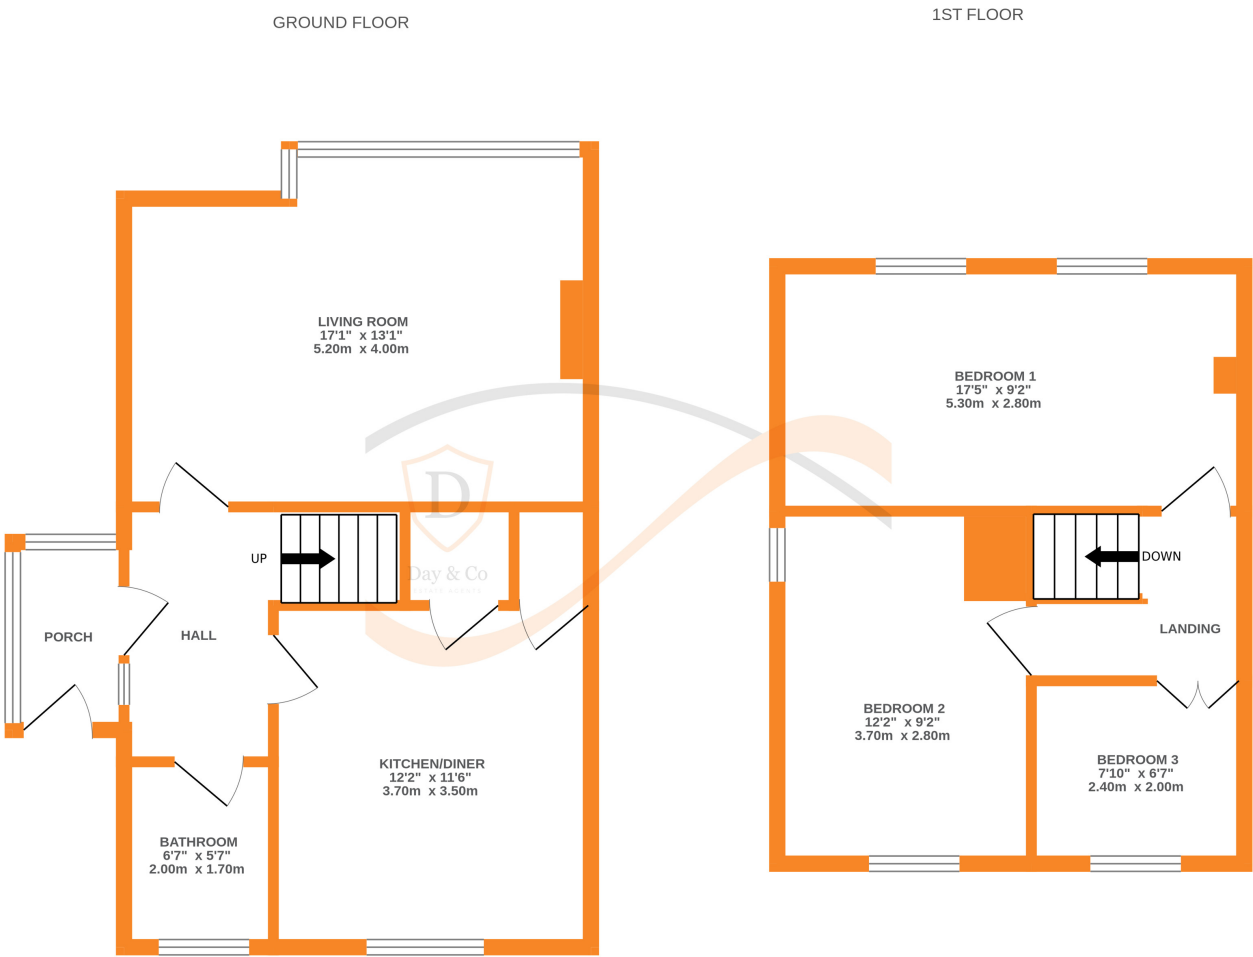 GROUND FLOOR
1ST FLOOR
LIVING ROOM
17'1" x 13'1"
5.20m x 4.00m
BEDROOM 1
17'5" x 9'2"
5.30m x 2.80m
D
Day & Co
UP
DOWN
PORCH
HALL
LANDING
BEDROOM 2
12'2" x 9'2"
3.70m x 2.80m
KITCHEN/DINER
12'2" x 11'6"
3.70m x 3.50m
BEDROOM 3
7'10" x 6'7"
2.40m x 2.00m
BATHROOM
6'7" x 5'7"
2.00m x 1.70m